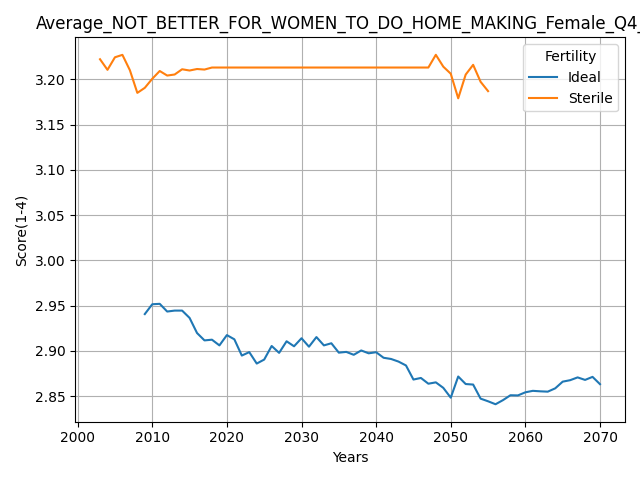 Average_NOT_BETTER_FOR_WOMEN_TO_DO_HOME_MAKING_Female_Q4_
Fertility
Ideal
Sterile
3.20
3.15
3.10
3.05
3.00
2.95
2.90
2.85
Score(1-4)
2000 2010 2020 2030 2040 2050 2060 2070
Years